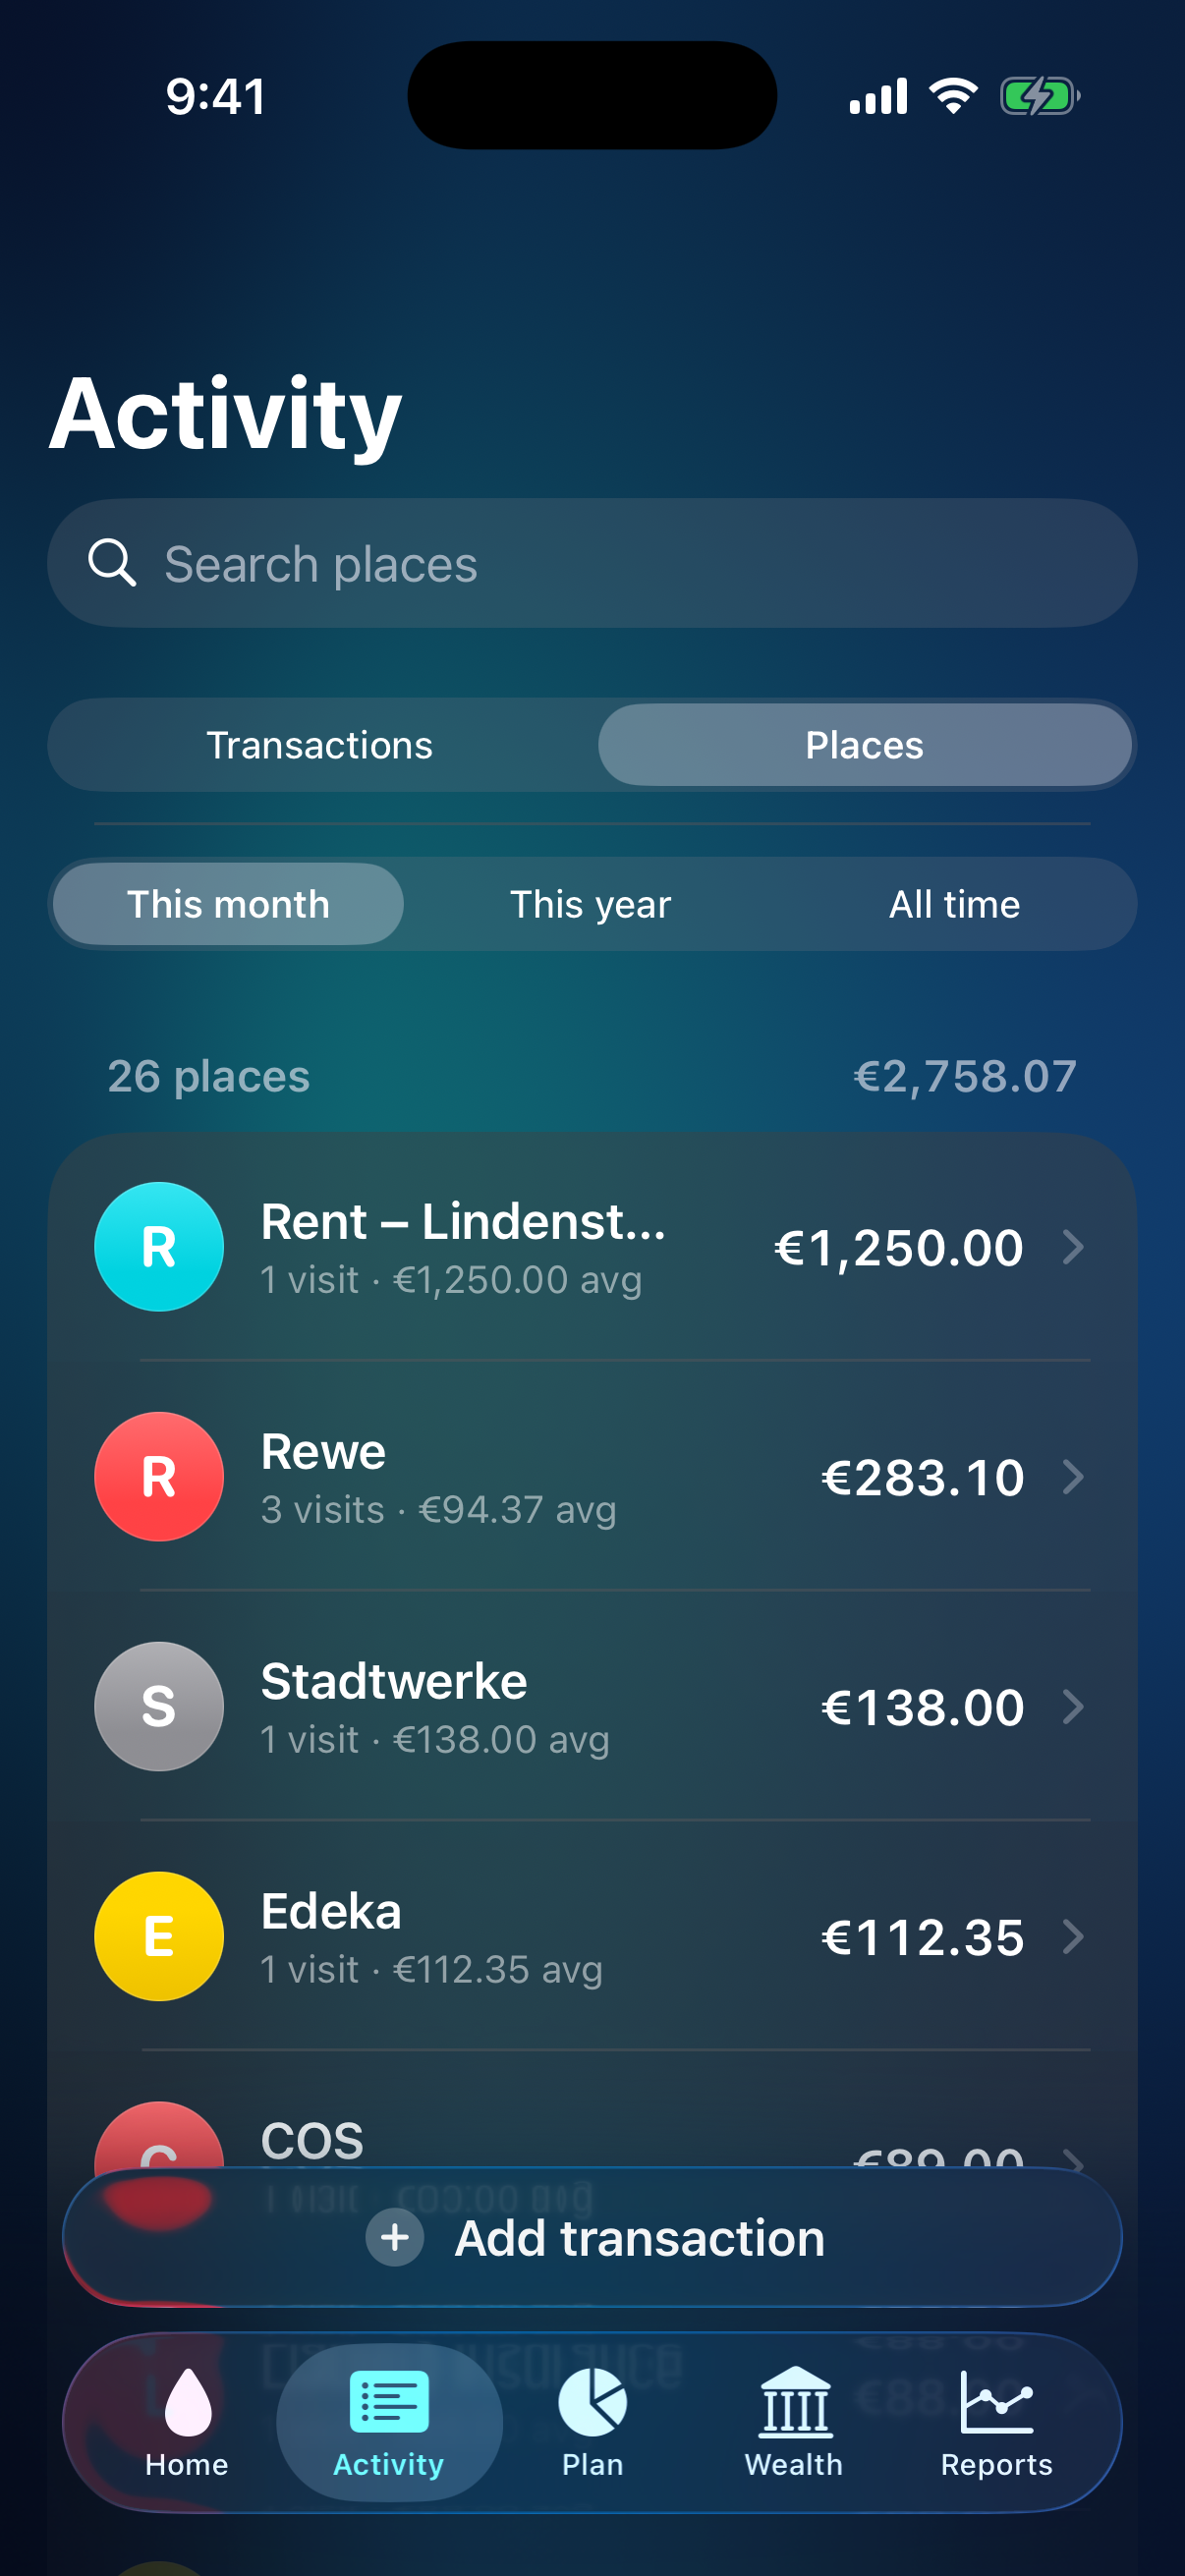 9:41
Activity
Search places
Transactions
Places
This month
This year
All time
26 places
€2,758.07
R
Rent – Lindenst...
€1,250.00
1 visit · €1,250.00 avg
R
Rewe
€283.10
3 visits · €94.37 avg
S
Stadtwerke
€138.00
1 visit · €138.00 avg
E
Edeka
€112.35
1 visit · €112.35 avg
C
COS
€89.00
Add transaction
Home
Activity
Plan
Wealth
Reports